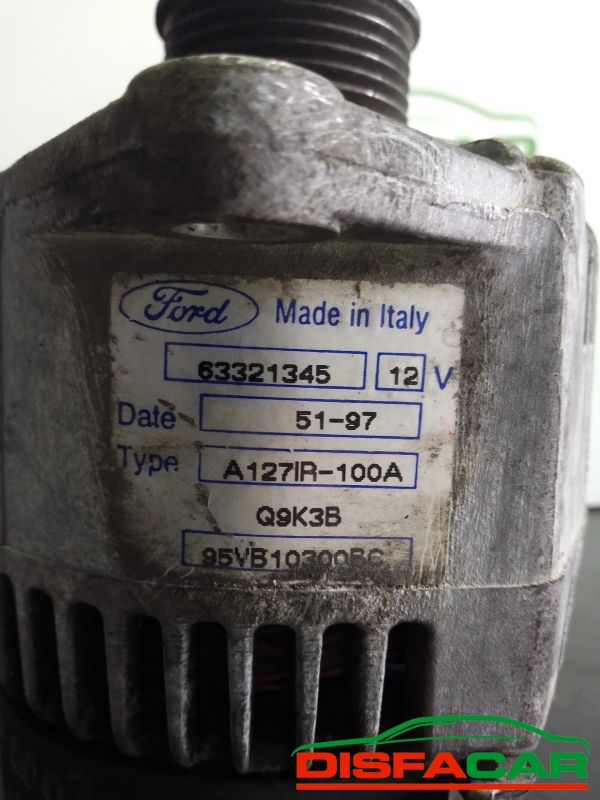 Ford Made in Italy
63321345 12 V
Date 51-97
Type A127IR-100A
Q9K3B
95VB10300BC
DISFACAR